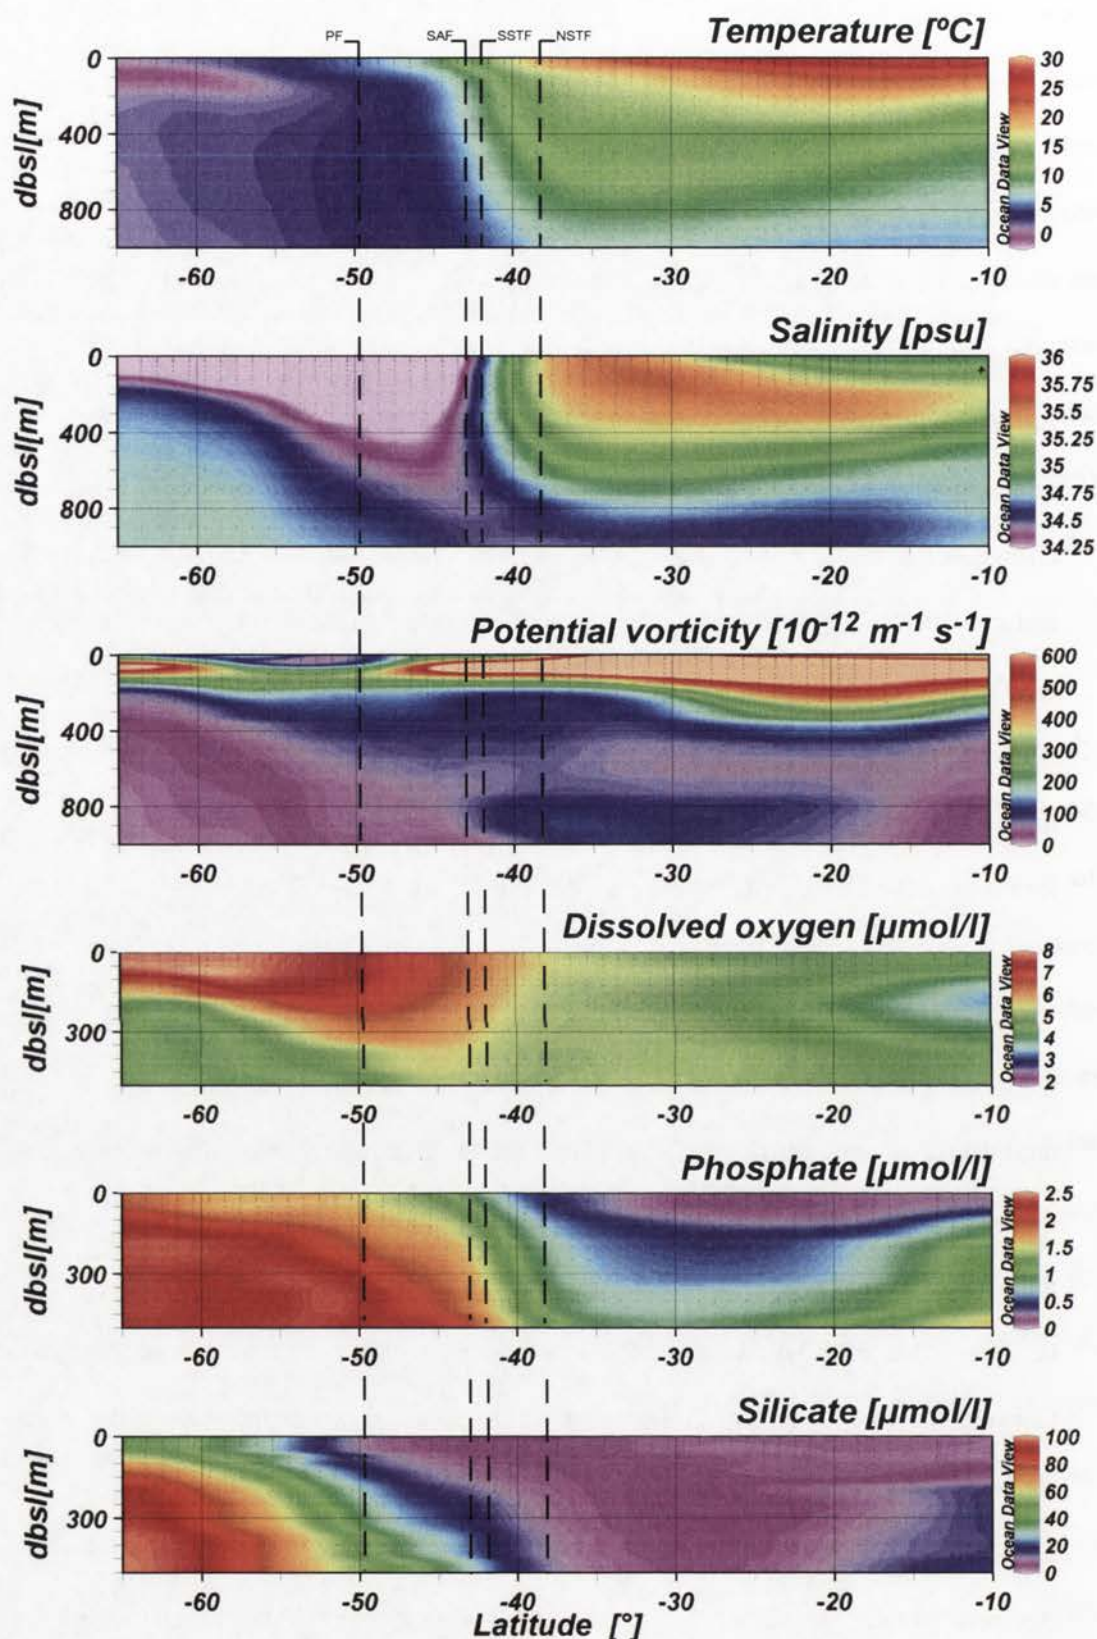 PF SAF SSTF NSTF
Temperature [ºC]
dbsl[m]
0
400
800
-60 -50 -40 -30 -20 -10
Ocean Data View
30
25
20
15
10
5
0
Salinity [psu]
dbsl[m]
0
400
800
-60 -50 -40 -30 -20 -10
Ocean Data View
36
35.75
35.5
35.25
35
34.75
34.5
34.25
Potential vorticity [10⁻¹² m⁻¹ s⁻¹]
dbsl[m]
0
400
800
-60 -50 -40 -30 -20 -10
Ocean Data View
600
500
400
300
200
100
0
Dissolved oxygen [µmol/l]
dbsl[m]
0
300
-60 -50 -40 -30 -20 -10
Ocean Data View
8
7
6
5
4
3
2
Phosphate [µmol/l]
dbsl[m]
0
300
-60 -50 -40 -30 -20 -10
Ocean Data View
2.5
2
1.5
1
0.5
0
Silicate [µmol/l]
dbsl[m]
0
300
-60 -50 -40 -30 -20 -10
Ocean Data View
100
80
60
40
20
0
Latitude [°]